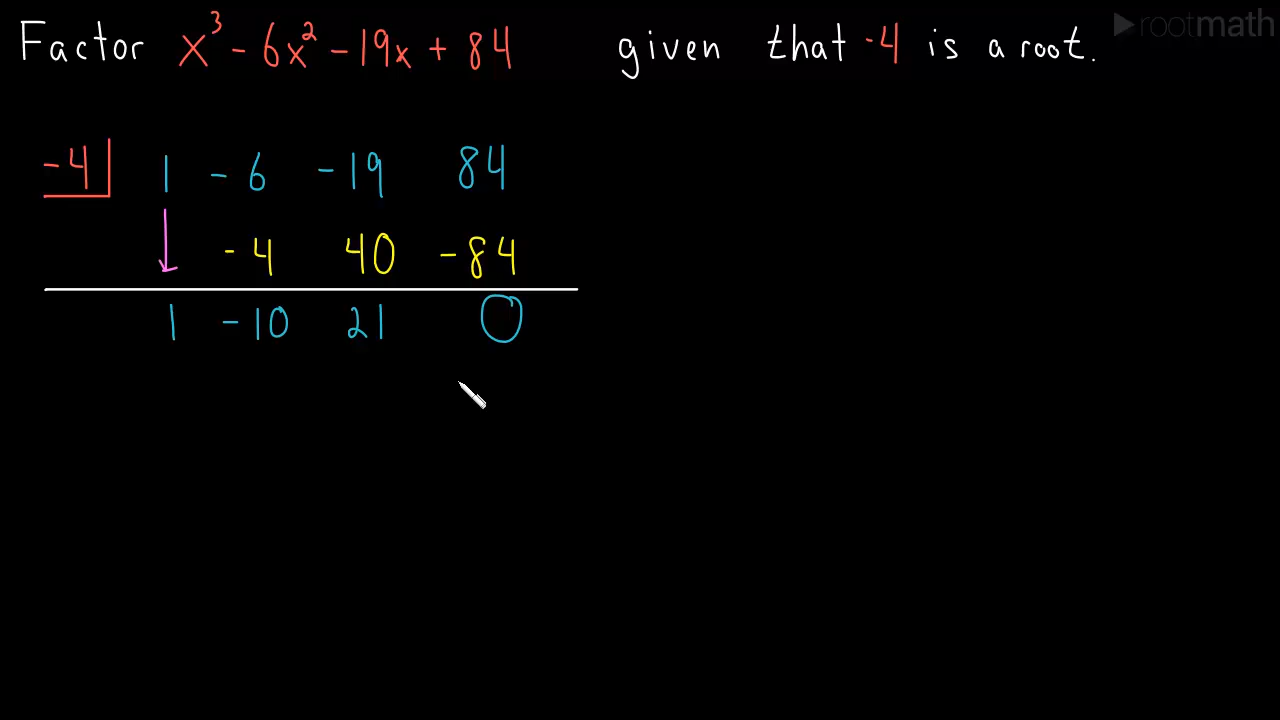 Factor x³ - 6x² - 19x + 84 given that -4 is a root.
rootmath
-4 1 -6 -19 84
-4 40 -84
1 -10 21 0